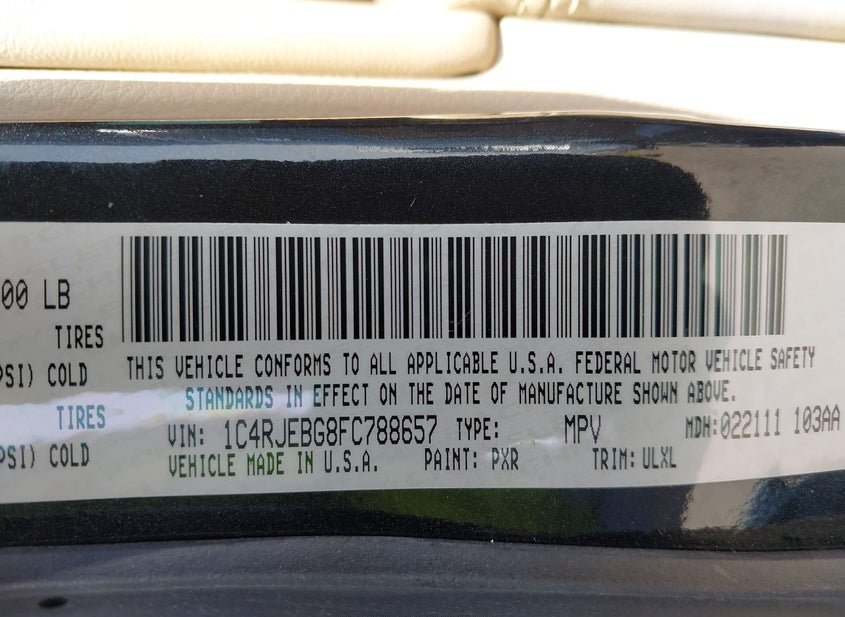 00 LB
TIRES
PSI) COLD
TIRES
PSI) COLD
THIS VEHICLE CONFORMS TO ALL APPLICABLE U.S.A. FEDERAL MOTOR VEHICLE SAFETY
STANDARDS IN EFFECT ON THE DATE OF MANUFACTURE SHOWN ABOVE.
VIN: 1C4RJEBG8FC788657 TYPE: MPV MDH:022111 103AA
VEHICLE MADE IN U.S.A. PAINT: PXR TRIM: ULXL